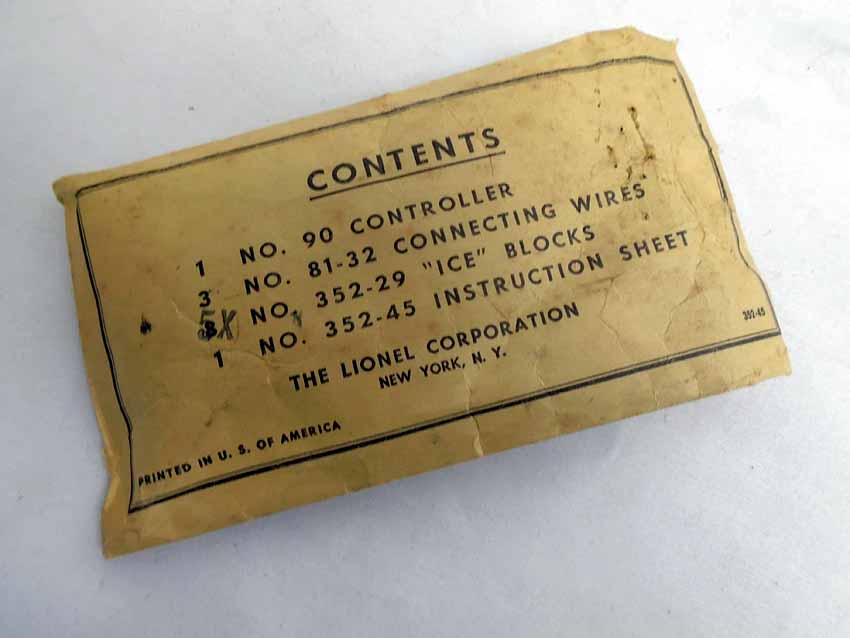 CONTENTS
1 NO. 90 CONTROLLER
3 NO. 81-32 CONNECTING WIRES
5X NO. 352-29 "ICE" BLOCKS
1 NO. 352-45 INSTRUCTION SHEET
THE LIONEL CORPORATION
NEW YORK, N. Y.
352-45
PRINTED IN U. S. OF AMERICA